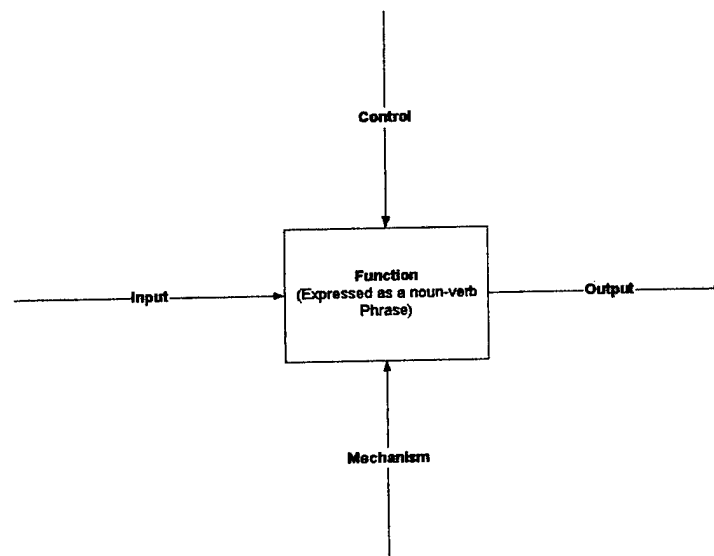 Control
Function
(Expressed as a noun-verb
Phrase)
Input
Output
Mechanism